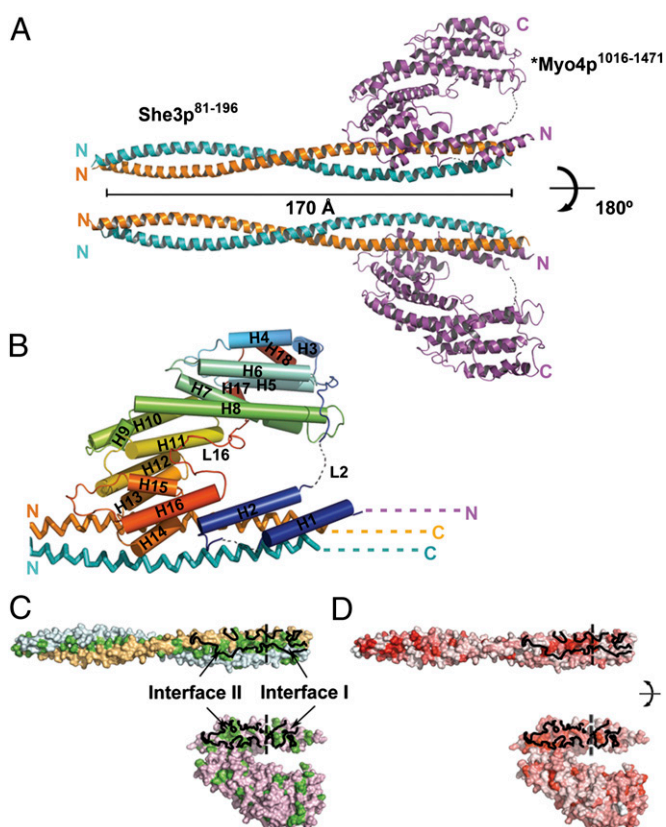 A
C
*Myo4p1016-1471
She3p81-196
N
N
N
170 Å
180º
N
N
N
C
B
H4
H18
H3
H6
H7
H17
H5
H8
H10
H9
H11
L16
H12
L2
H15
H13
H16
H2
H1
N
N
H14
C
N
C
C
D
Interface II
Interface I